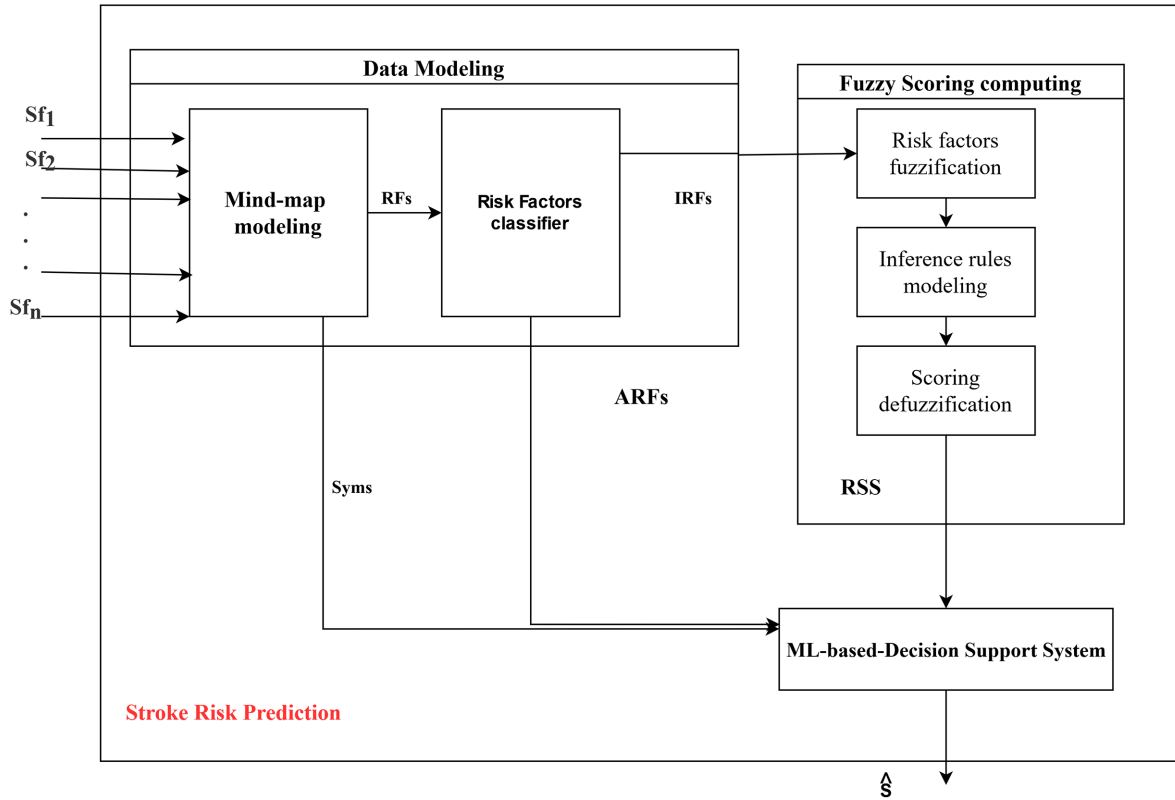 Data Modeling
Fuzzy Scoring computing
Sf1
Sf2
.
.
.
.
Sfn
Mind-map
modeling
RFs
Risk Factors
classifier
IRFs
Risk factors
fuzzification
Inference rules
modeling
Scoring
defuzzification
ARFs
Syms
RSS
ML-based-Decision Support System
Stroke Risk Prediction
ŝ